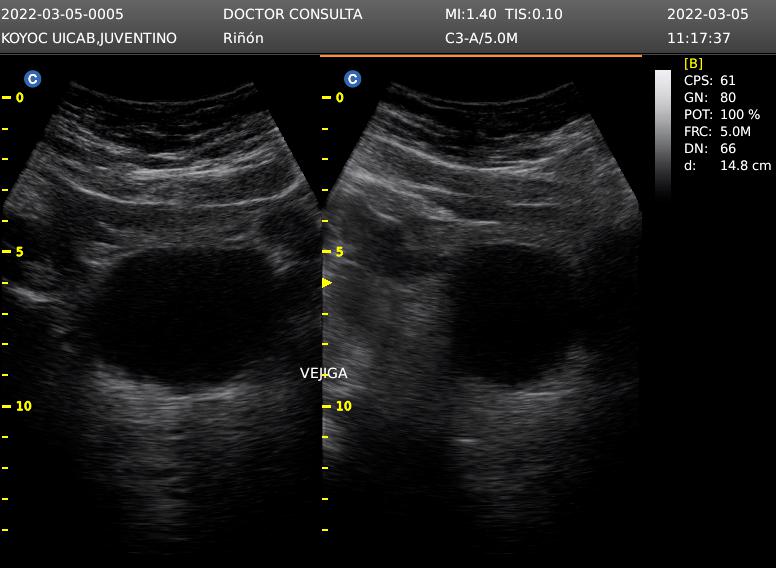 2022-03-05-0005 DOCTOR CONSULTA MI:1.40 TIS:0.10 2022-03-05
KOYOC UICAB,JUVENTINO Riñón C3-A/5.0M 11:17:37
[B]
CPS: 61
GN: 80
POT: 100 %
FRC: 5.0M
DN: 66
d: 14.8 cm
C C
0 0
5 5
VEJIGA
10 10